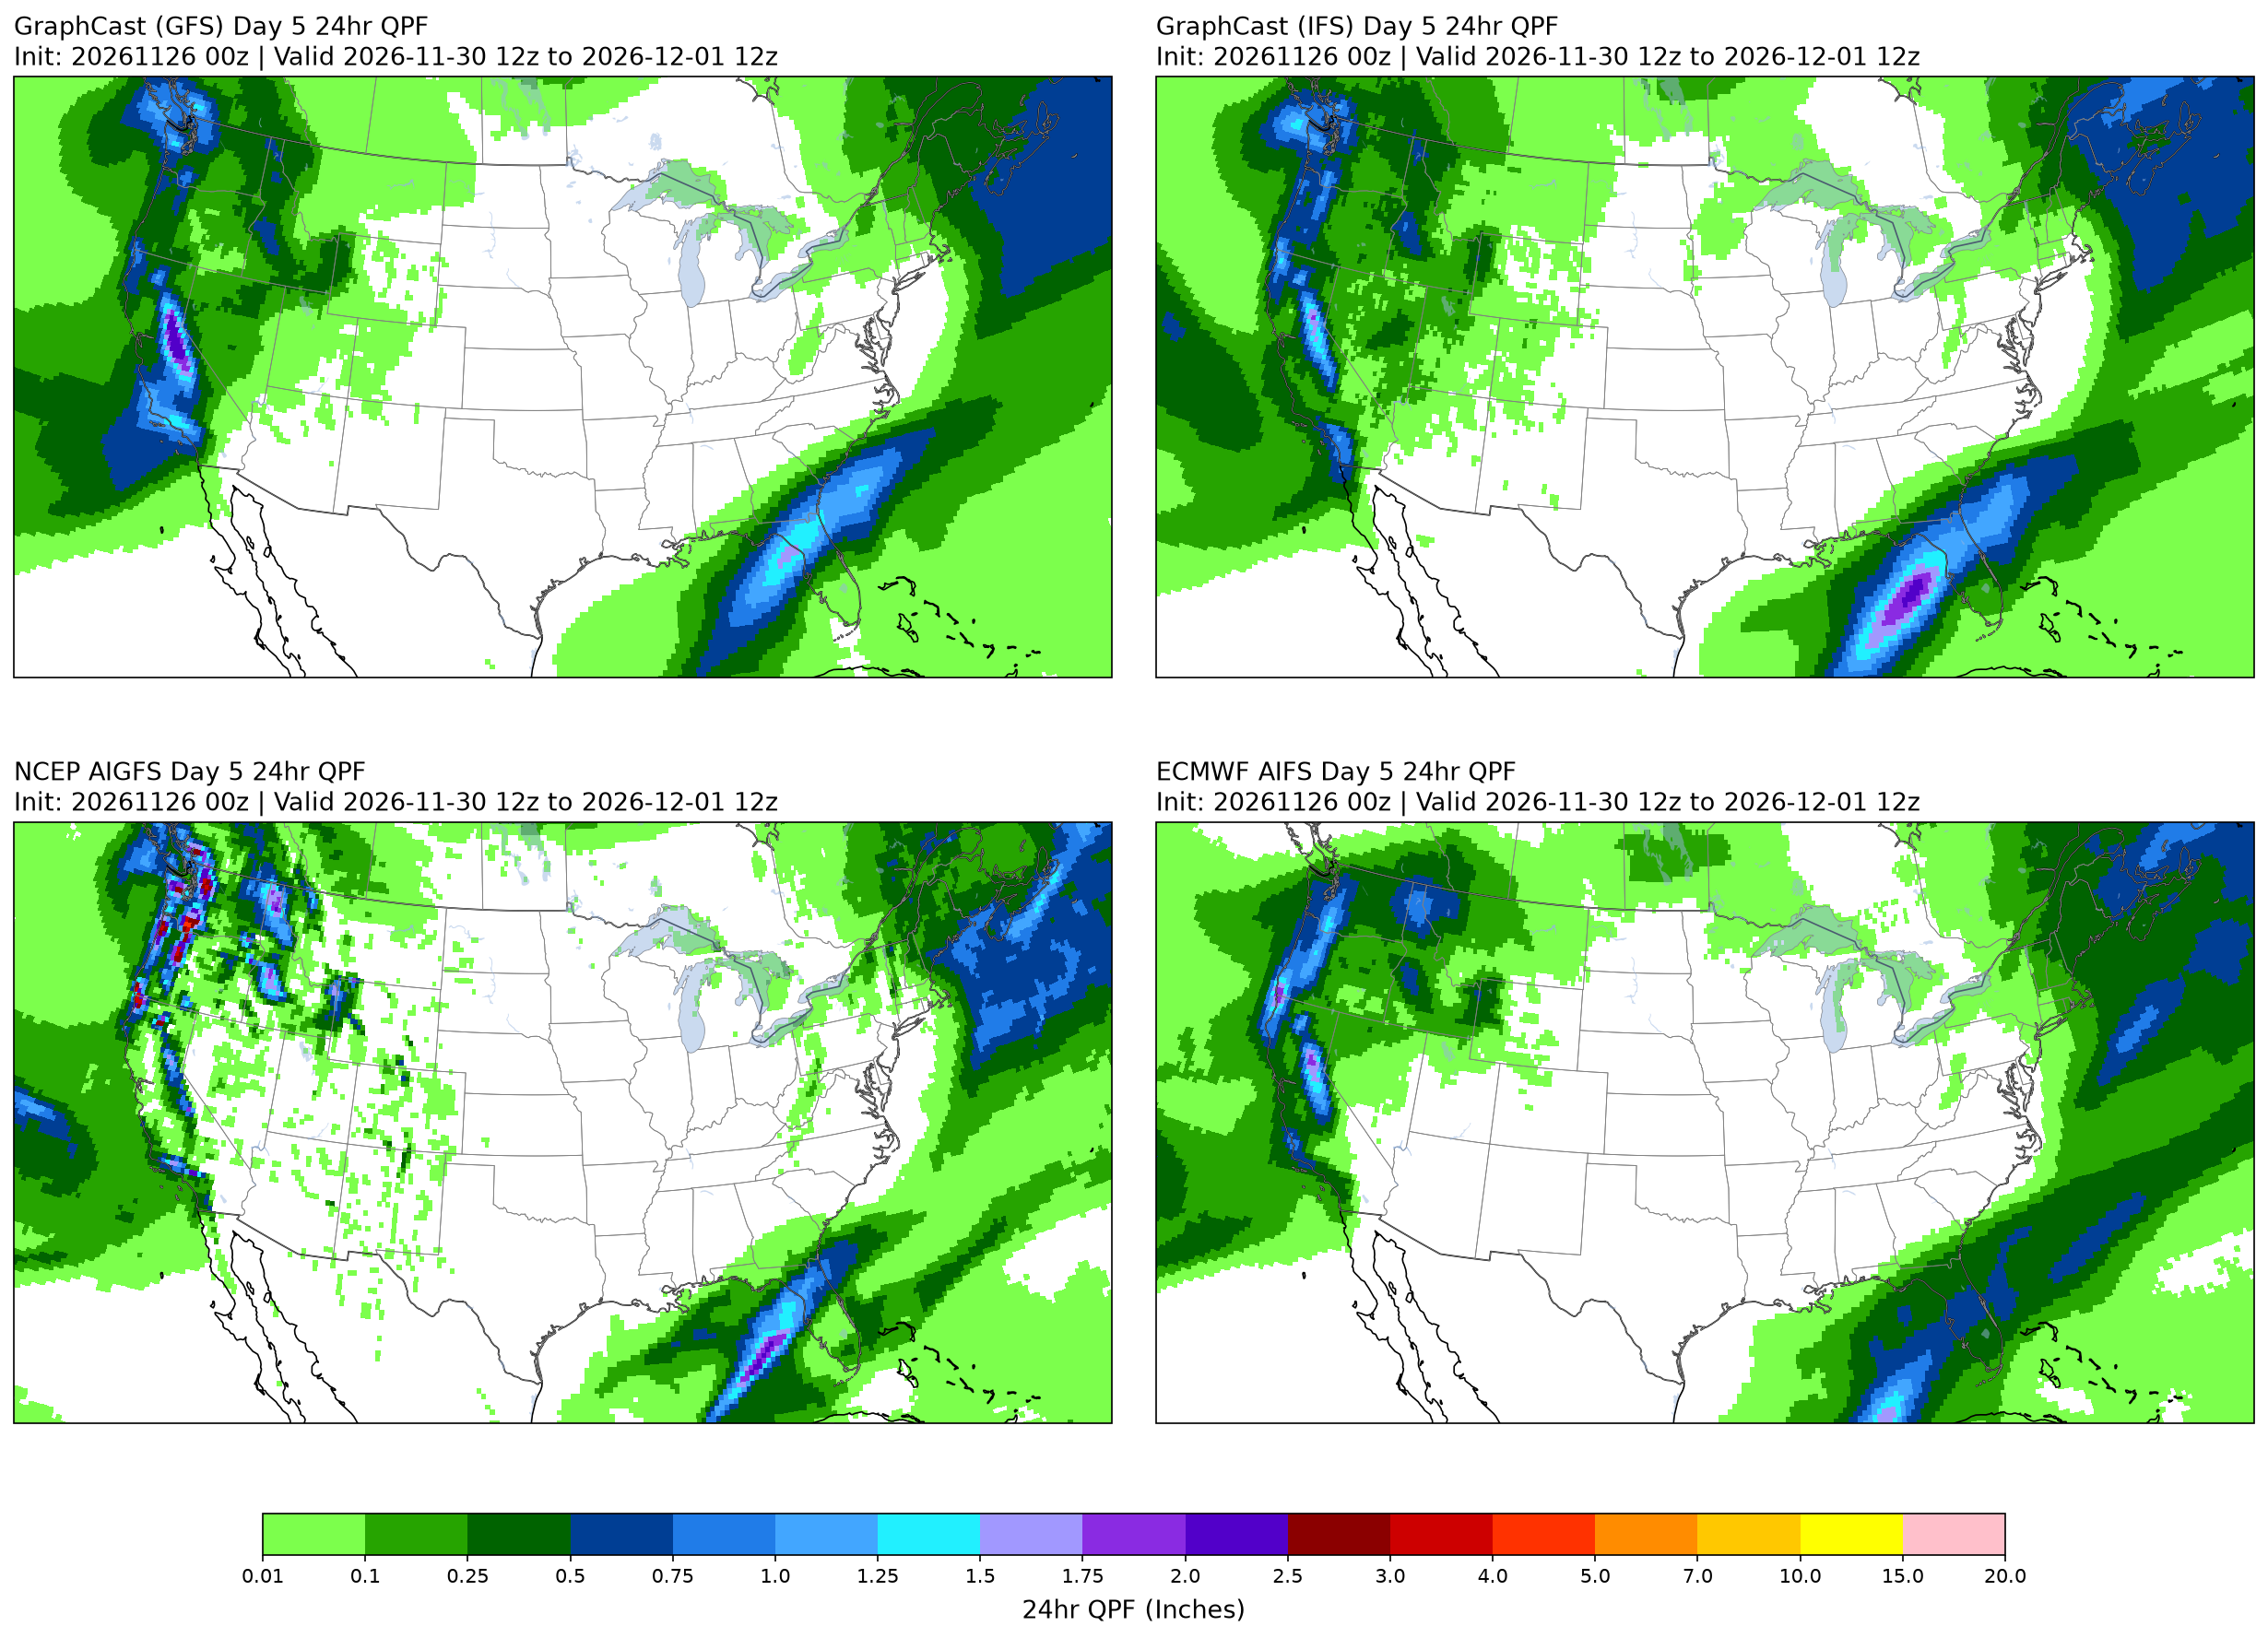 GraphCast (GFS) Day 5 24hr QPF
Init: 20261126 00z | Valid 2026-11-30 12z to 2026-12-01 12z
GraphCast (IFS) Day 5 24hr QPF
Init: 20261126 00z | Valid 2026-11-30 12z to 2026-12-01 12z
NCEP AIGFS Day 5 24hr QPF
Init: 20261126 00z | Valid 2026-11-30 12z to 2026-12-01 12z
ECMWF AIFS Day 5 24hr QPF
Init: 20261126 00z | Valid 2026-11-30 12z to 2026-12-01 12z
0.01 0.1 0.25 0.5 0.75 1.0 1.25 1.5 1.75 2.0 2.5 3.0 4.0 5.0 7.0 10.0 15.0 20.0
24hr QPF (Inches)